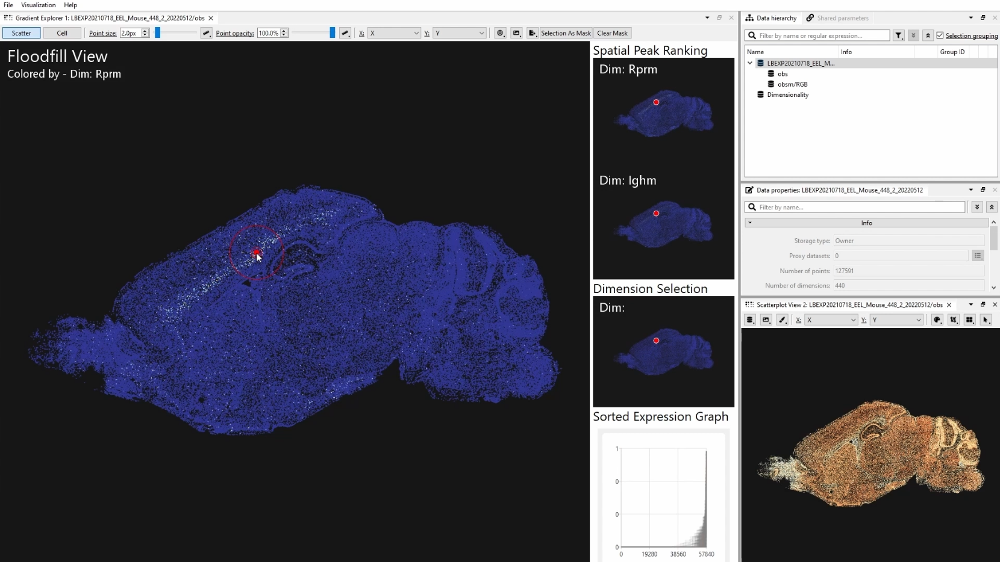 File Visualization Help
Gradient Explorer 1: LBEXP20210718_EEL_Mouse_448_2_20220512/obs
Scatter Cell Point size: 2.0px Point opacity: 100.0% X: X Y: Y Selection As Mask Clear Mask
Floodfill View
Colored by - Dim: Rprm
Spatial Peak Ranking
Dim: Rprm
Dim: Ighm
Dimension Selection
Dim:
Sorted Expression Graph
1
0
0
0
0 19280 38560 57840
Data hierarchy Shared parameters
Filter by name or regular expression... Selection grouping
Name Info Group ID
LBEXP20210718_EEL_M...
obs
obsm/RGB
Dimensionality
Data properties: LBEXP20210718_EEL_Mouse_448_2_20220512
Filter by name...
Info
Storage type: Owner
Proxy datasets: 0
Number of points: 127591
Number of dimensions: 440
Scatterplot View 2: LBEXP20210718_EEL_Mouse_448_2_20220512/obs
X: X Y: Y